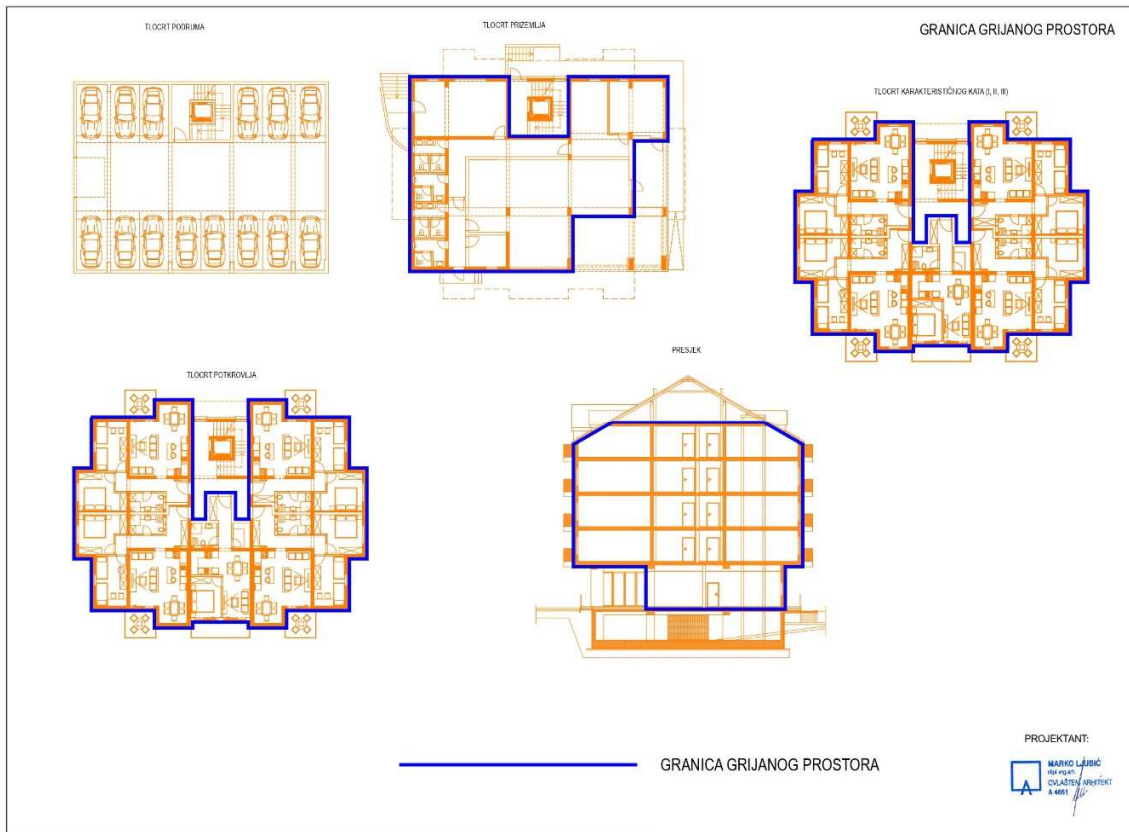 TLOCRT PODRUMA
TLOCRT PRIZEMLJA
GRANICA GRIJANOG PROSTORA
TLOCRT KARAKTERISTIČNOG KATA (I, II, III)
PRESJEK
TLOCRT POTKROVLJA
GRANICA GRIJANOG PROSTORA
PROJEKTANT:
MARKO LJUBIĆ
dipl.ing.arh.
OVLAŠTENI ARHITEKT